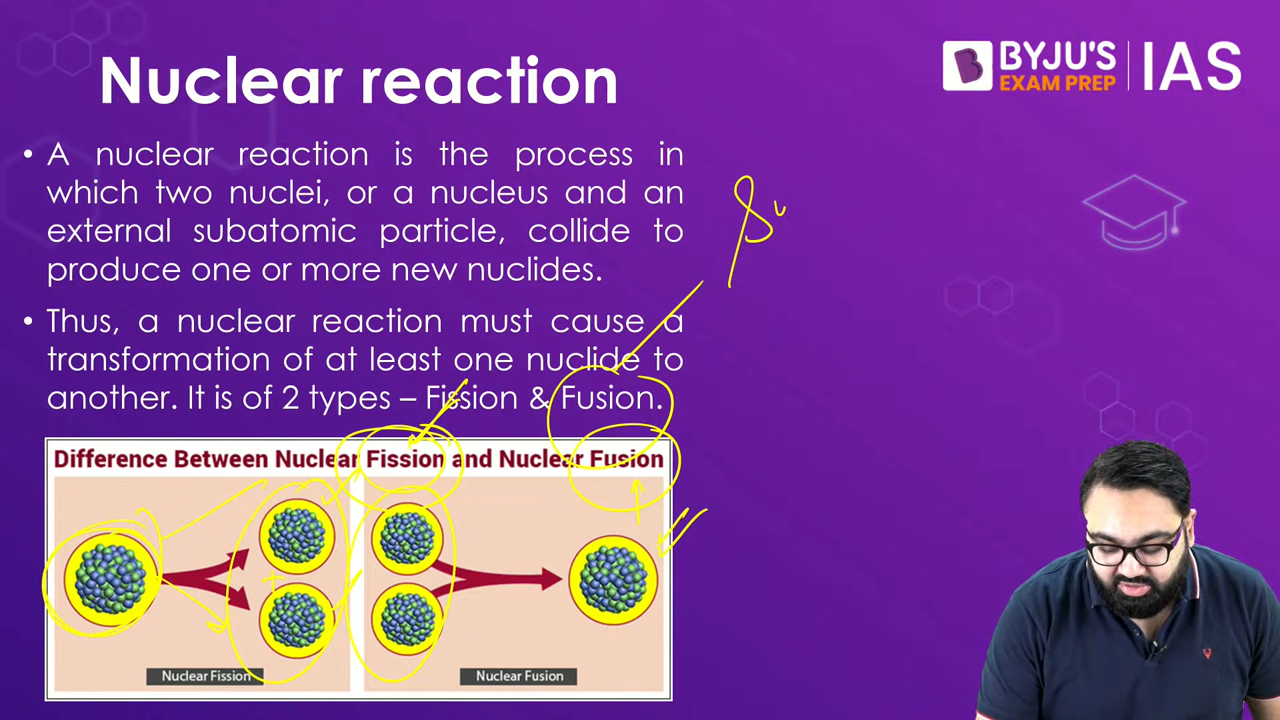 Nuclear reaction
BYJU'S
EXAM PREP
IAS
• A nuclear reaction is the process in
which two nuclei, or a nucleus and an
external subatomic particle, collide to
produce one or more new nuclides.
• Thus, a nuclear reaction must cause a
transformation of at least one nuclide to
another. It is of 2 types – Fission & Fusion.
Difference Between Nuclear Fission and Nuclear Fusion
Nuclear Fission
Nuclear Fusion